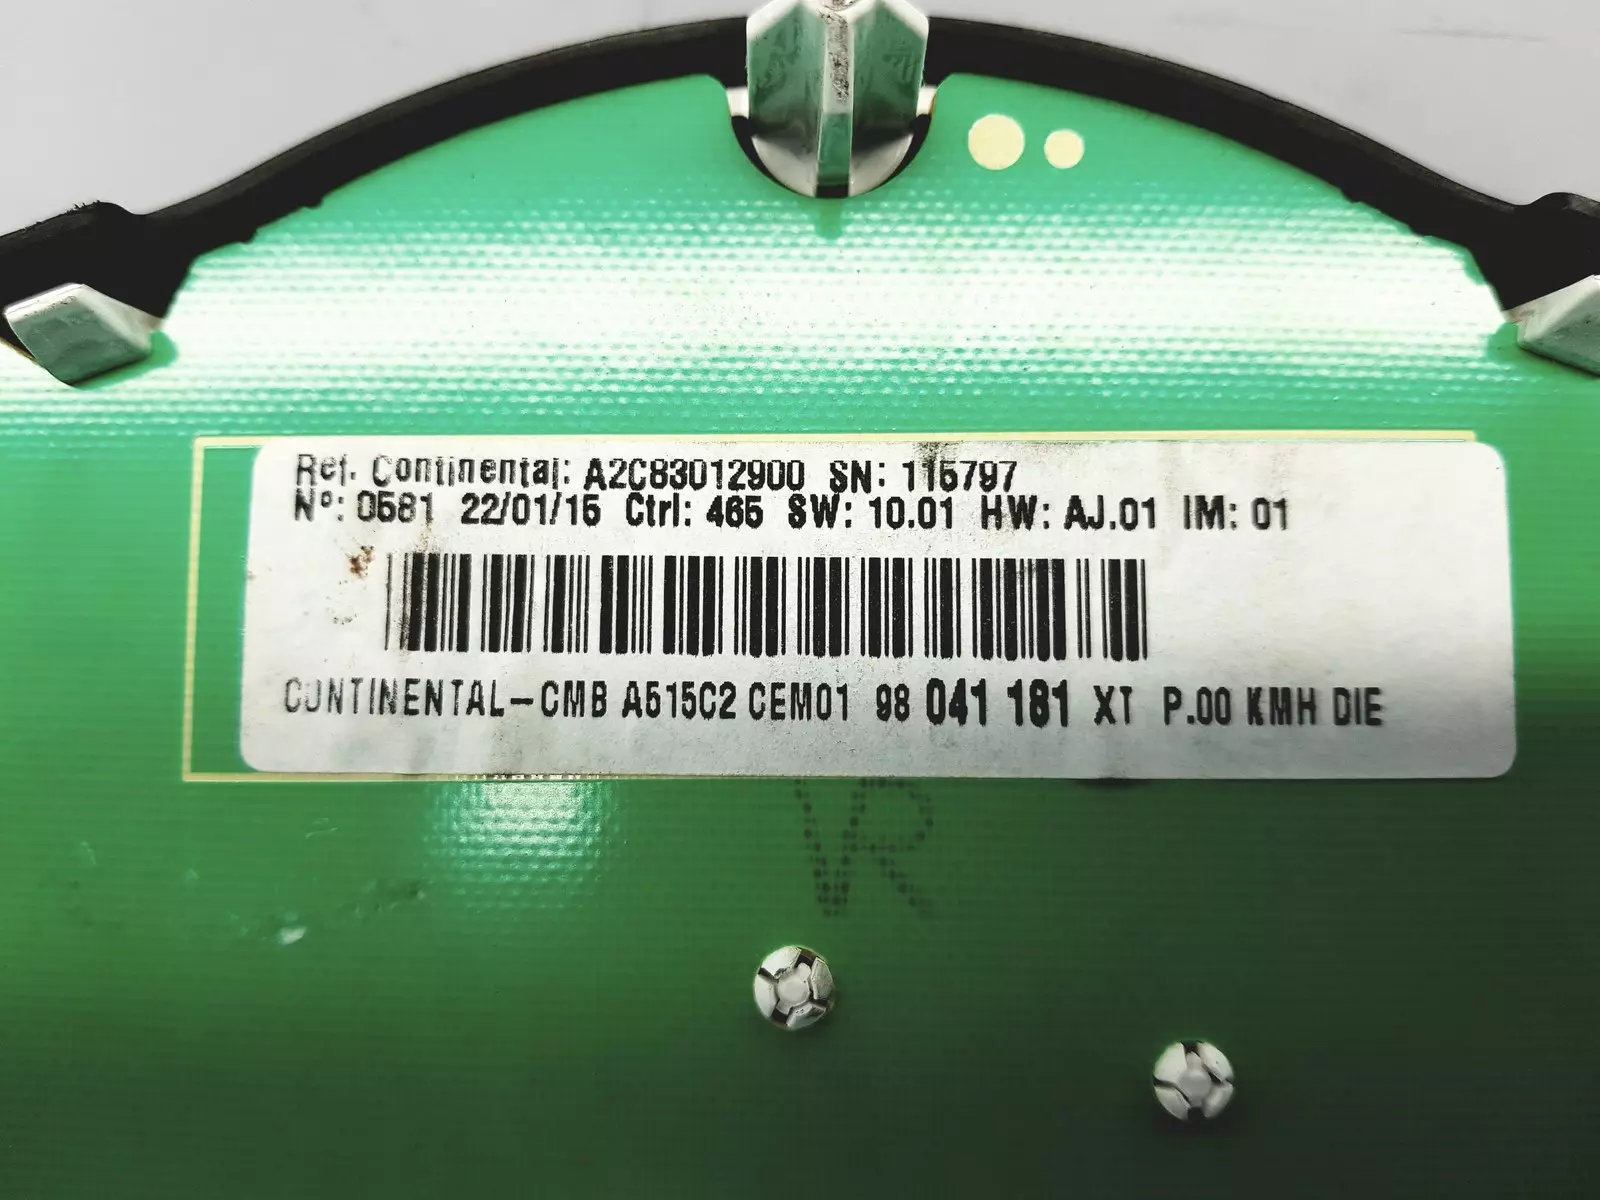 Ref. Continental: A2C83012900 SN: 115797
Nº: 0581 22/01/15 Ctrl: 465 SW: 10.01 HW: AJ.01 IM: 01
CONTINENTAL-CMB A515C2 CEM01 98 041 181 XT P.00 KMH DIE
VR